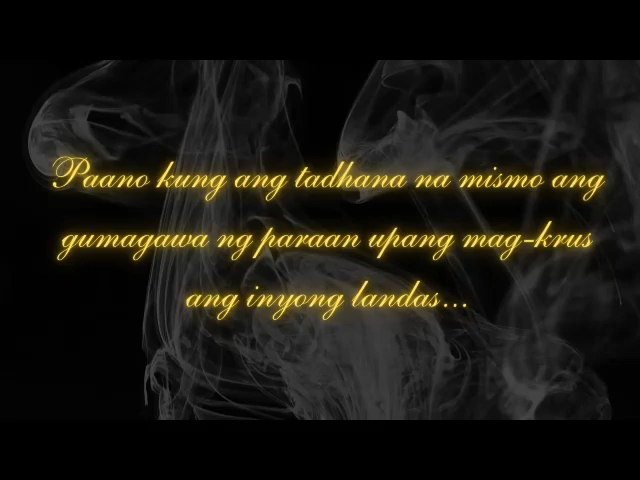 Paano kung ang tadhana na mismo ang
gumagawa ng paraan upang mag-krus
ang inyong landas...